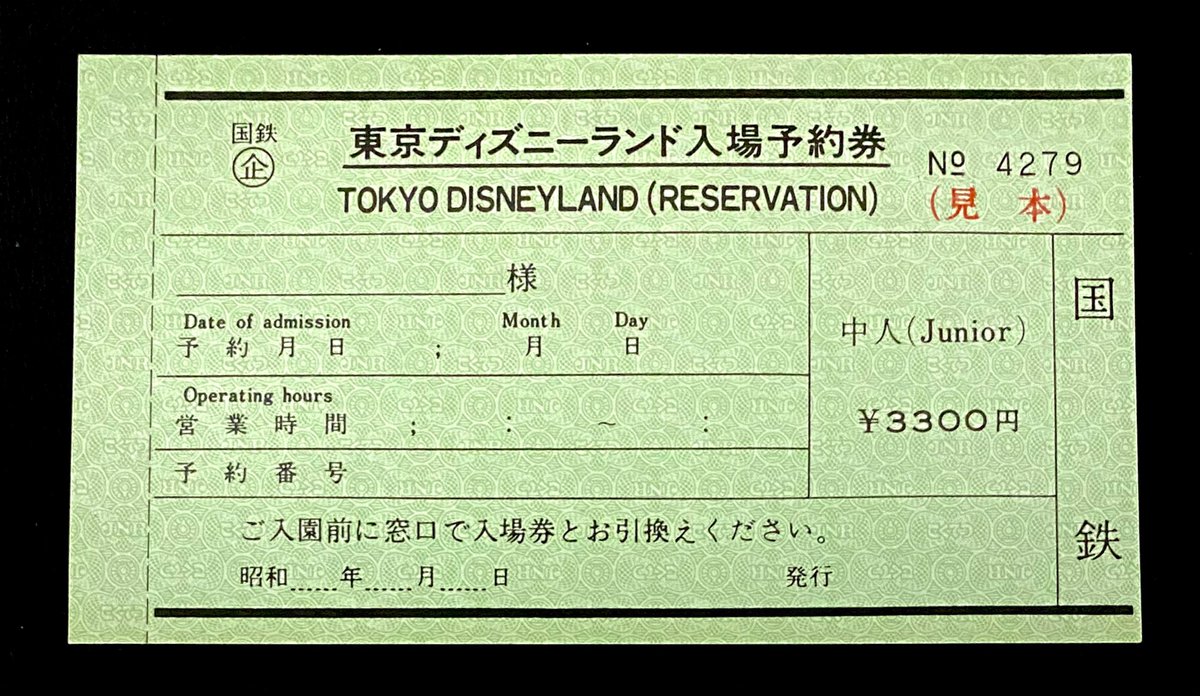 国鉄
企
東京ディズニーランド入場予約券
TOKYO DISNEYLAND (RESERVATION)
№ 4279
(見 本)
様
Date of admission Month Day
予約月日 ; 月 日
Operating hours
営業時間 ; : ~ :
予約番号
中人(Junior)
¥3300円
国
鉄
ご入園前に窓口で入場券とお引換えください。
昭和......年......月......日 発行